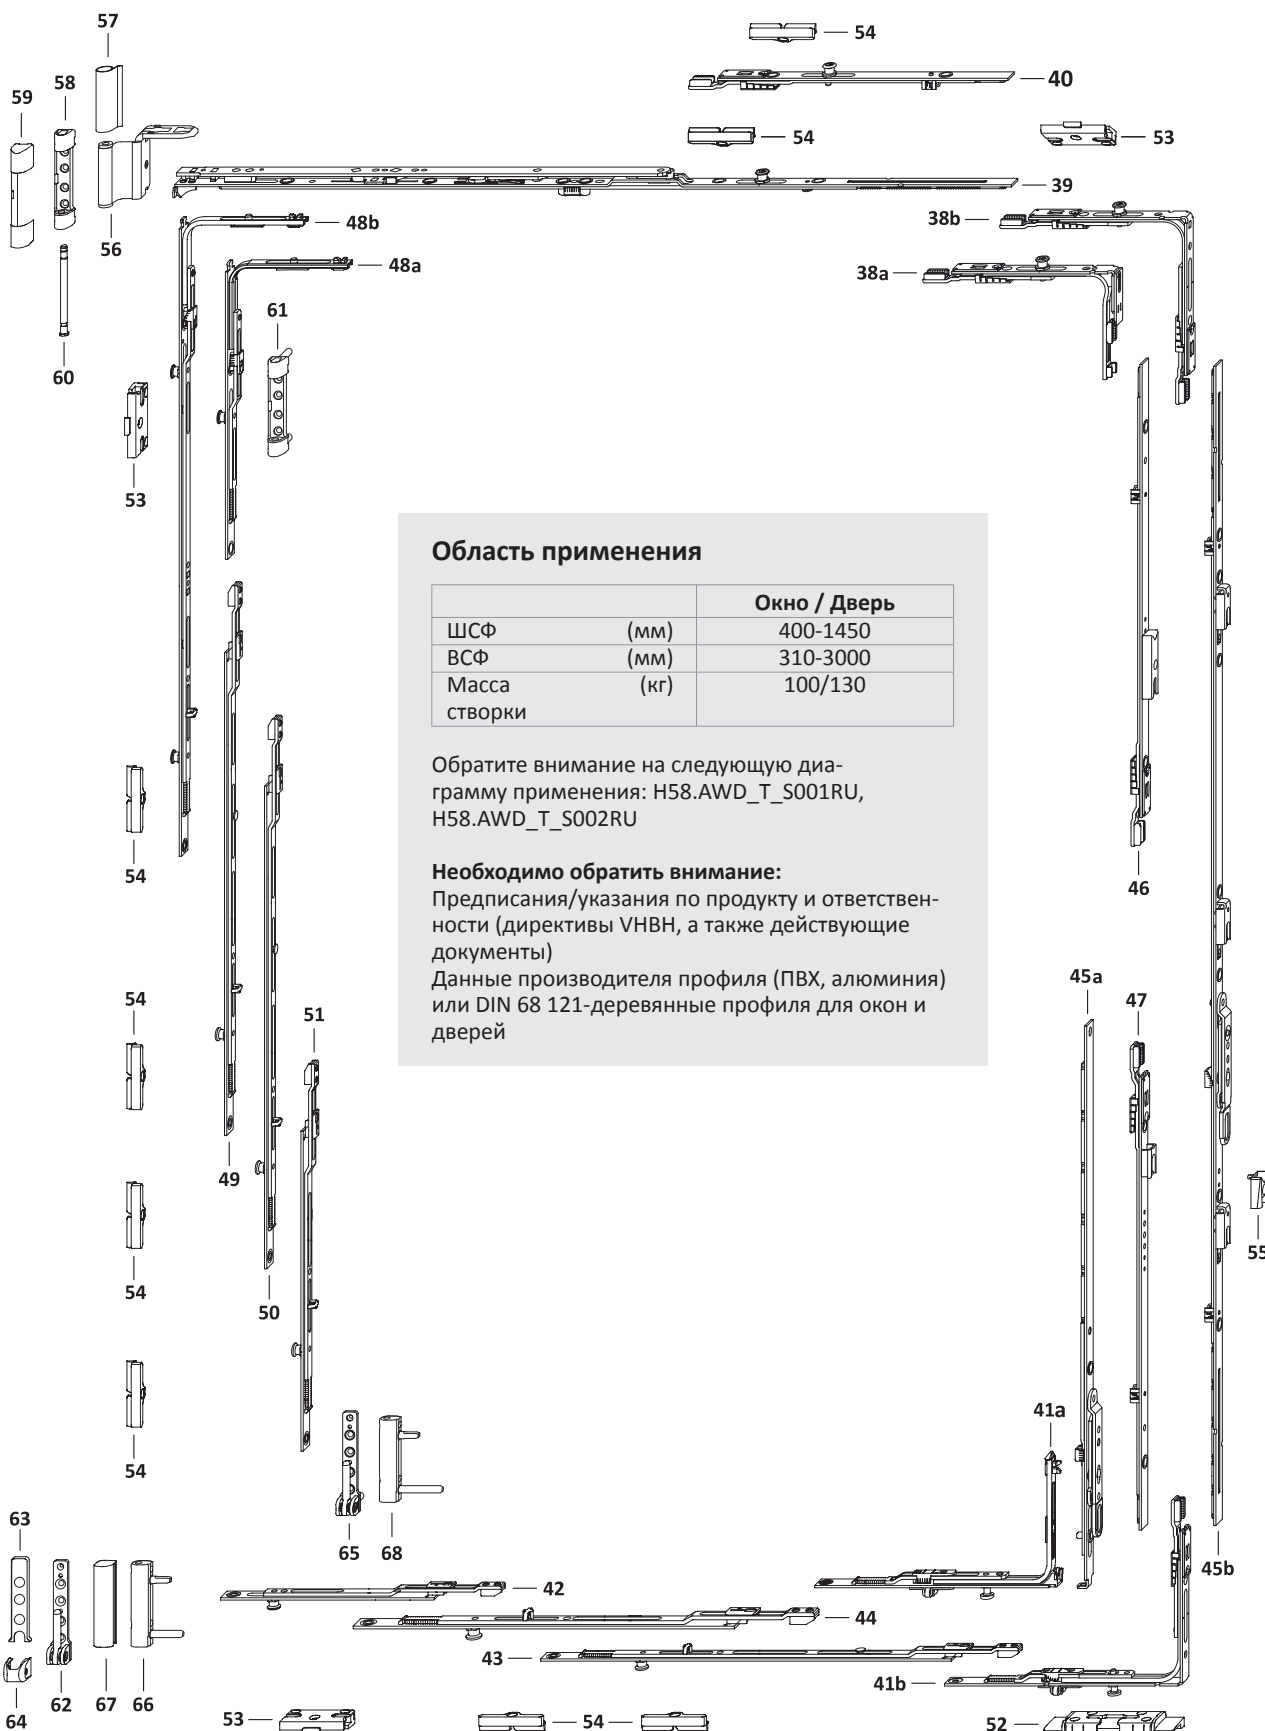 57
54
58
40
59
54
53
39
56
48b
38b
48a
38a
61
60
53
Область применения
Окно / Дверь
ШСФ (мм) 400-1450
ВСФ (мм) 310-3000
Масса (кг) 100/130
створки
Обратите внимание на следующую диа-
грамму применения: H58.AWD_T_S001RU,
H58.AWD_T_S002RU
Необходимо обратить внимание:
Предписания/указания по продукту и ответствен-
ности (директивы VHBH, а также действующие
документы)
Данные производителя профиля (ПВХ, алюминия)
или DIN 68 121-деревянные профиля для окон и
дверей
54
46
54
45a
47
51
49
55
54
50
54
41a
63
65
68
42
45b
44
43
41b
64
62
67
66
53
54
52